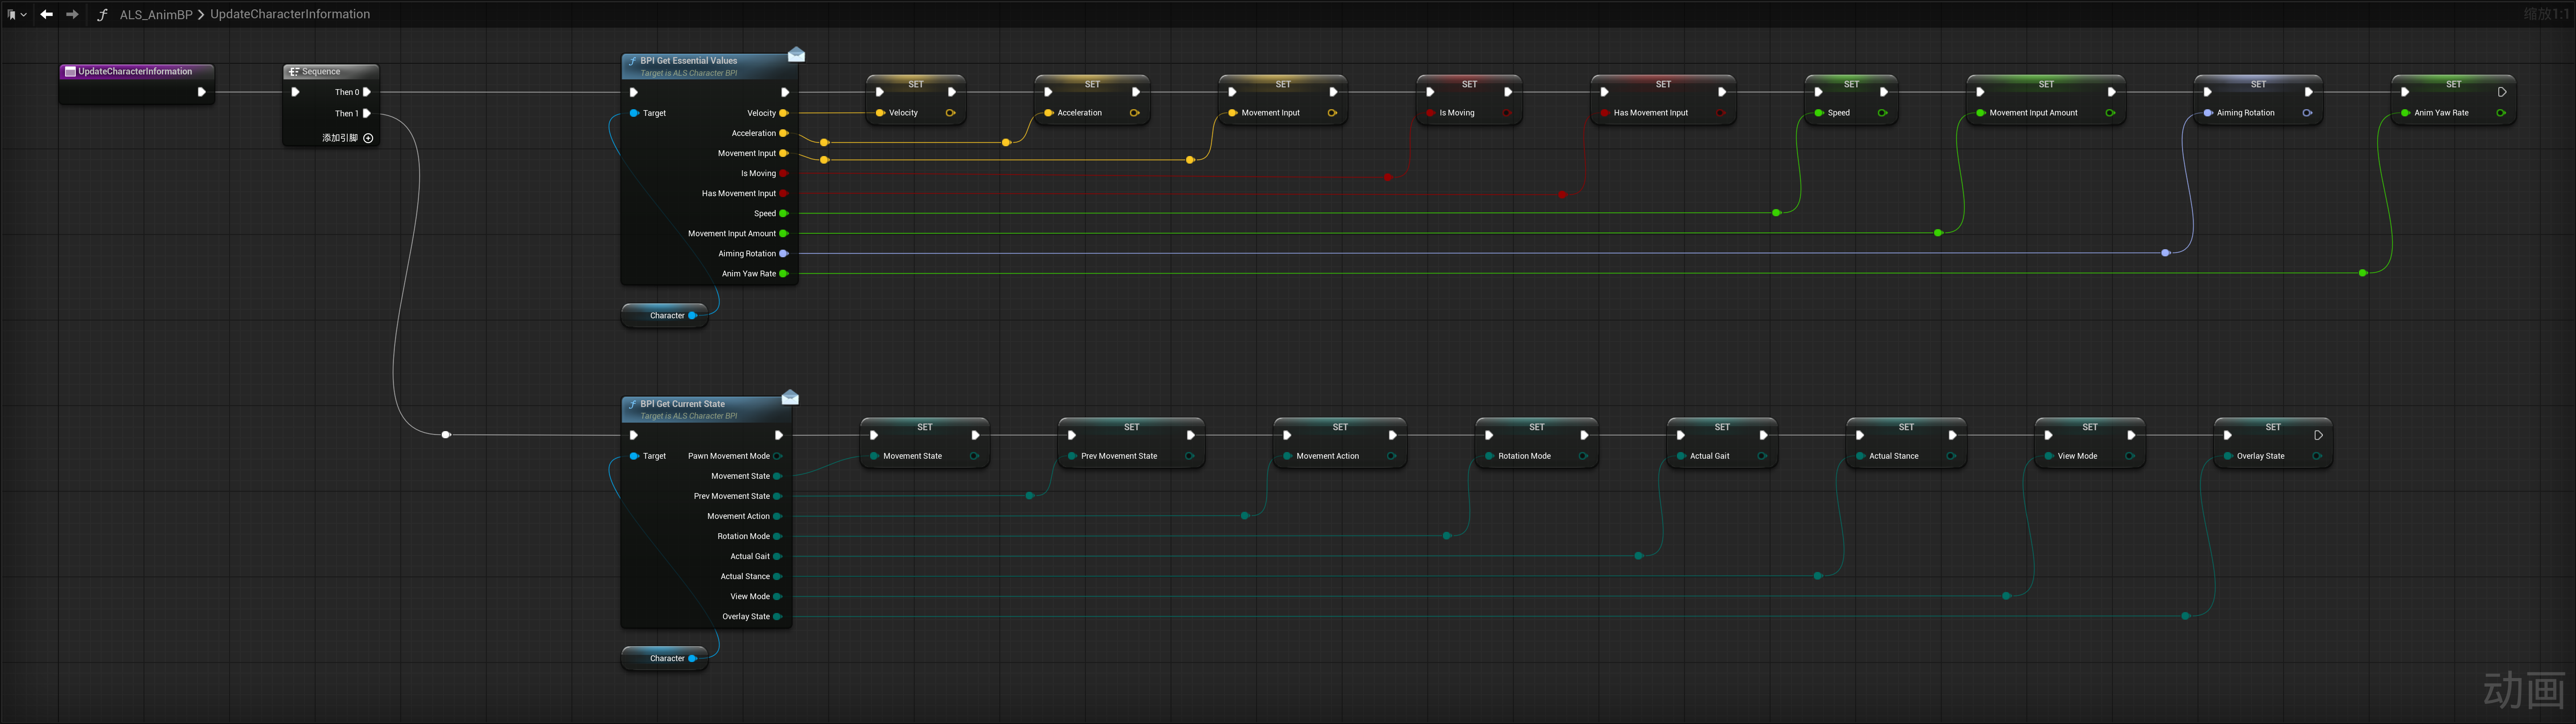 ALS_AnimBP > UpdateCharacterInformation
缩放1:1
UpdateCharacterInformation
Sequence
Then 0
Then 1
添加引脚
BPI Get Essential Values
Target is ALS Character BPI
Target
Velocity
Acceleration
Movement Input
Is Moving
Has Movement Input
Speed
Movement Input Amount
Aiming Rotation
Anim Yaw Rate
Character
SET
Velocity
SET
Acceleration
SET
Movement Input
SET
Is Moving
SET
Has Movement Input
SET
Speed
SET
Movement Input Amount
SET
Aiming Rotation
SET
Anim Yaw Rate
BPI Get Current State
Target is ALS Character BPI
Target
Pawn Movement Mode
Movement State
Prev Movement State
Movement Action
Rotation Mode
Actual Gait
Actual Stance
View Mode
Overlay State
Character
SET
Movement State
SET
Prev Movement State
SET
Movement Action
SET
Rotation Mode
SET
Actual Gait
SET
Actual Stance
SET
View Mode
SET
Overlay State
动画